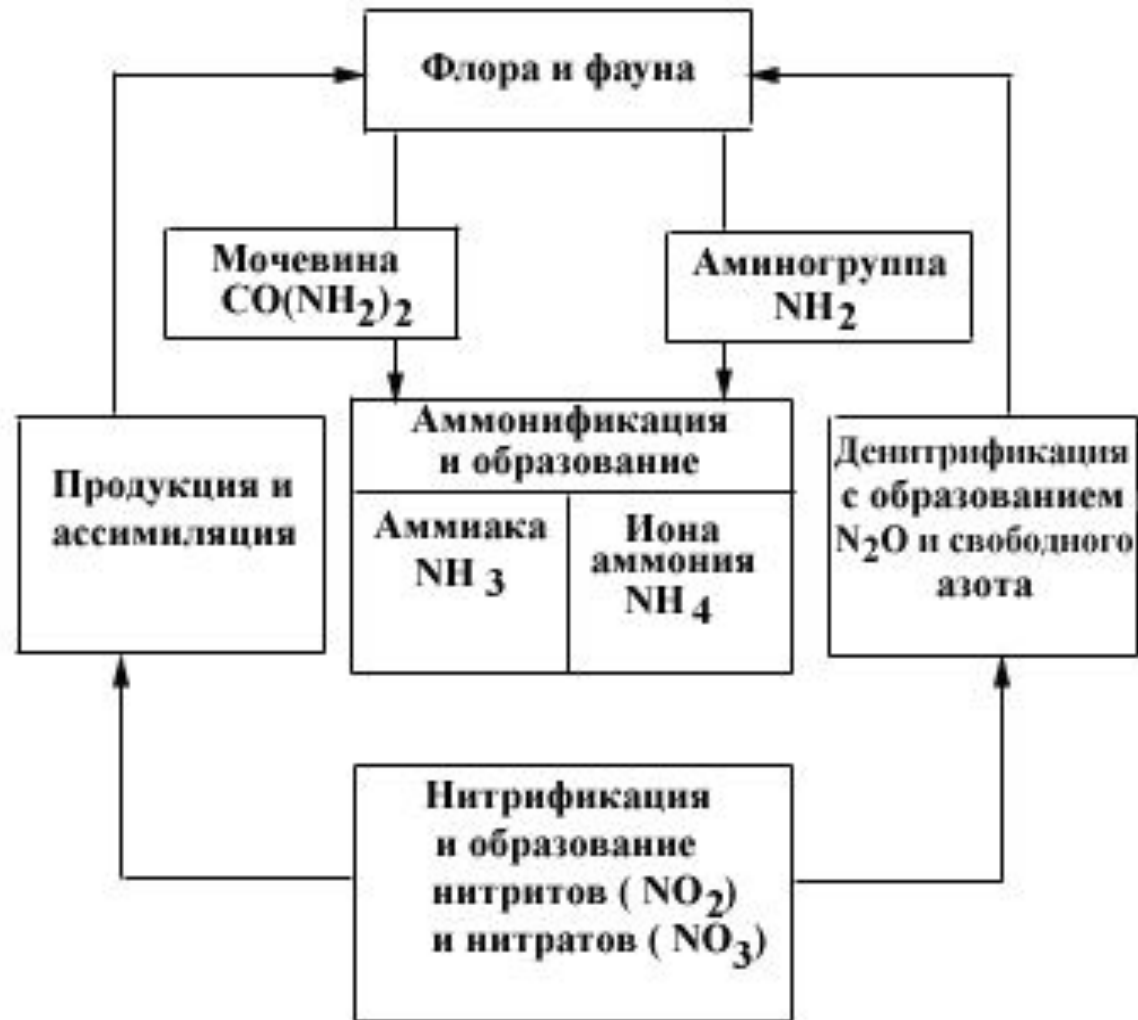 Флора и фауна
Мочевина
CO(NH2)2
Аминогруппа
NH2
Аммонификация
и образование
Аммиака
NH 3
Иона
аммония
NH 4
Продукция и
ассимиляция
Денитрификация
с образованием
N2O и свободного
азота
Нитрификация
и образование
нитритов ( NO2)
и нитратов ( NO3)